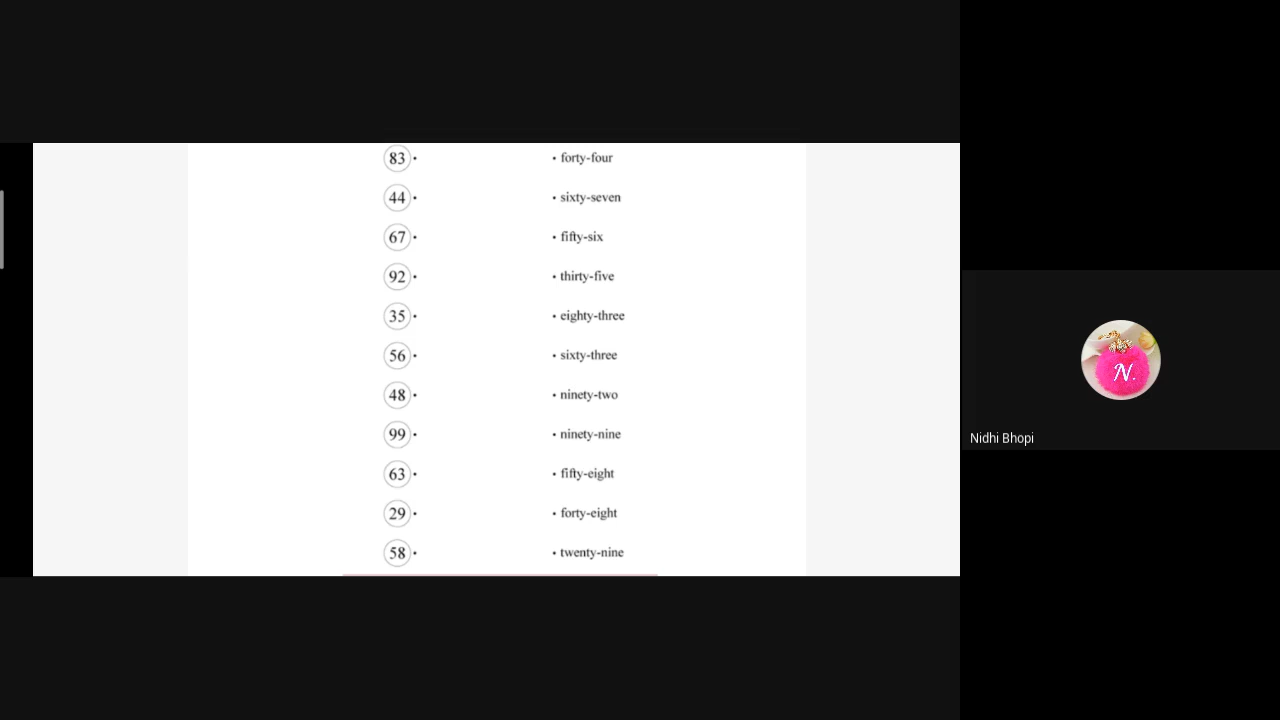 83 • • forty-four
44 • • sixty-seven
67 • • fifty-six
92 • • thirty-five
35 • • eighty-three
56 • • sixty-three
48 • • ninety-two
99 • • ninety-nine
63 • • fifty-eight
29 • • forty-eight
58 • • twenty-nine
N.
Nidhi Bhopi